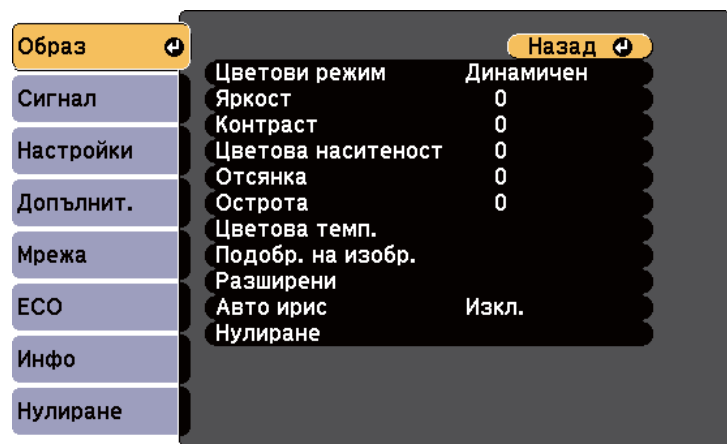 Образ
Сигнал
Настройки
Допълнит.
Мрежа
ECO
Инфо
Нулиране
Назад
Цветови режим Динамичен
Яркост 0
Контраст 0
Цветова наситеност 0
Отсянка 0
Острота 0
Цветова темп.
Подобр. на изобр.
Разширени
Авто ирис Изкл.
Нулиране